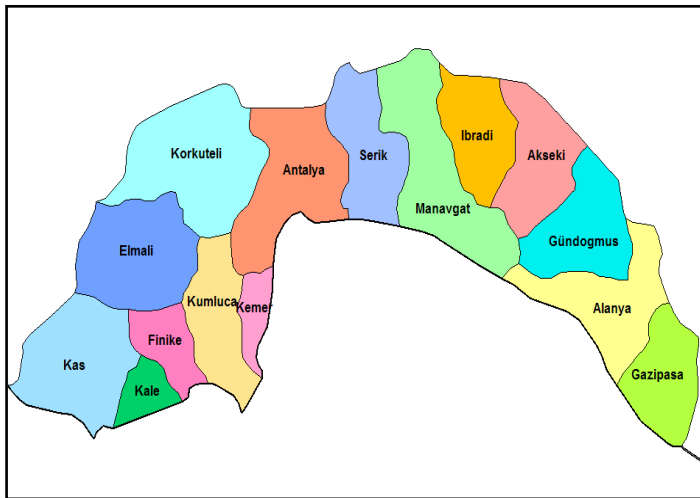 Ibradi
Akseki
Korkuteli
Serik
Antalya
Manavgat
Gündogmus
Elmali
Kumluca
Kemer
Alanya
Finike
Kas
Gazipasa
Kale